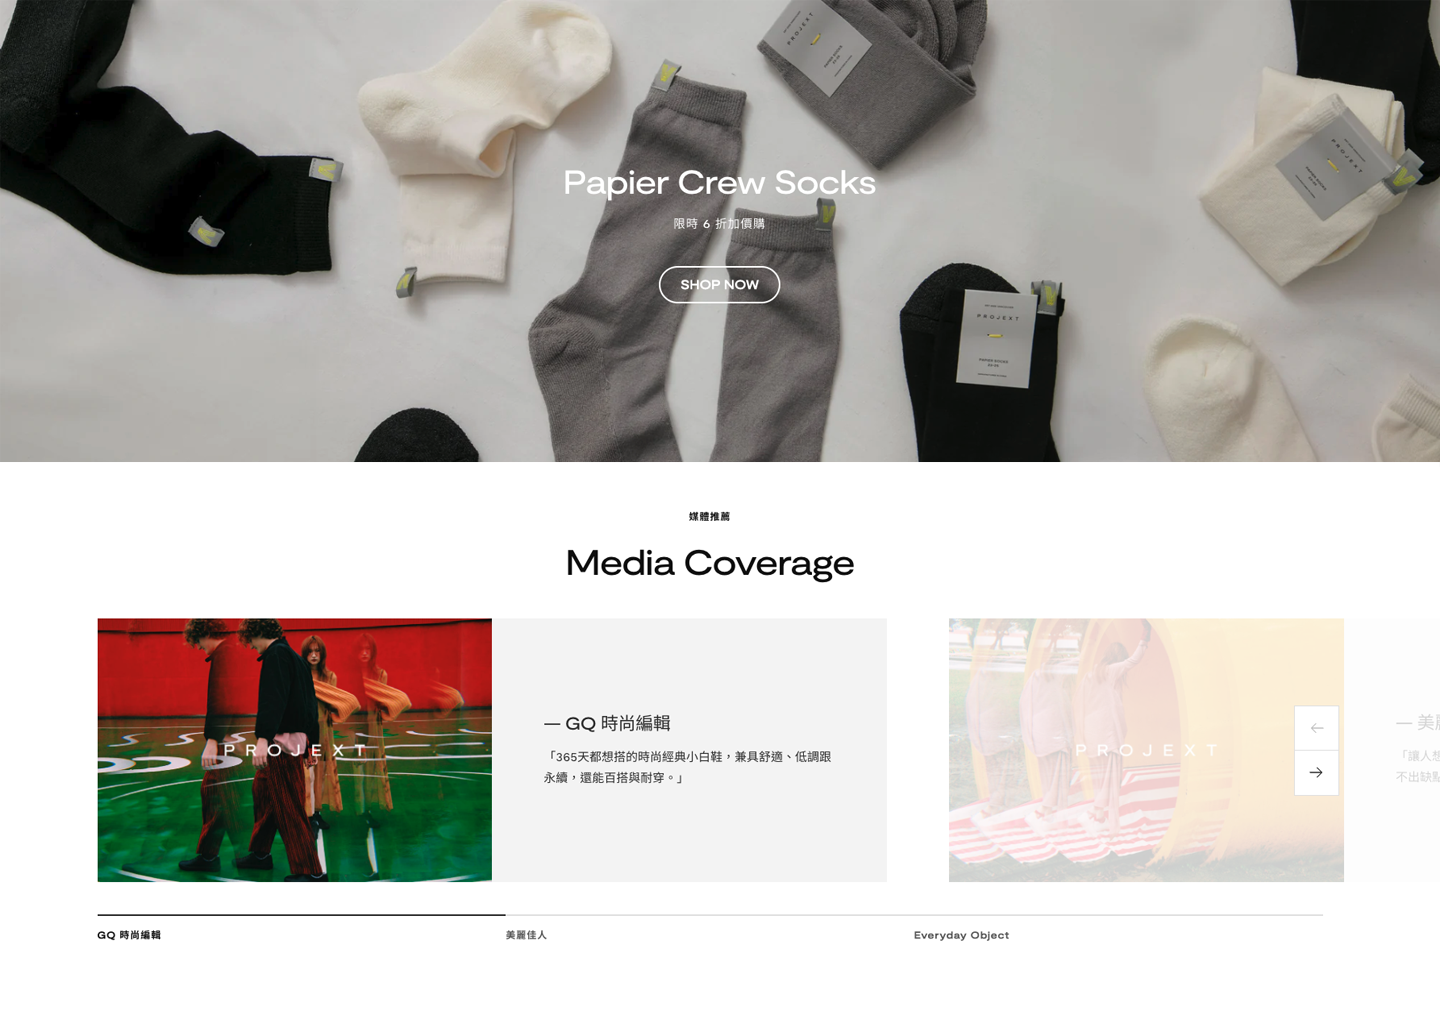 PROJEXT
Papier Crew Socks
限時 6 折加價購
SHOP NOW
PROJEXT
PROJEXT
媒體推薦
Media Coverage
PROJEXT
— GQ 時尚編輯
「365天都想搭的時尚經典小白鞋，兼具舒適、低調跟
永續，還能百搭與耐穿。」
PROJEXT
— 美
「讓人想
不出缺點
GQ 時尚編輯
美麗佳人
Everyday Object